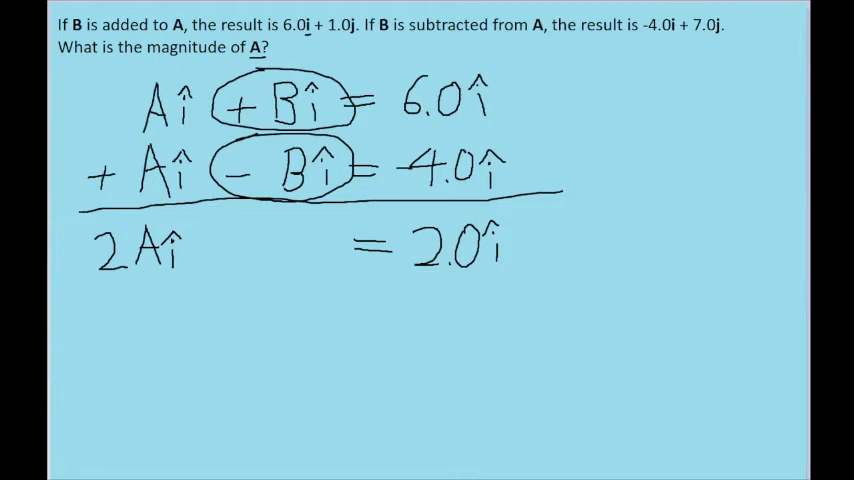 If B is added to A, the result is 6.0i + 1.0j. If B is subtracted from A, the result is -4.0i + 7.0j.
What is the magnitude of A?
Aî + Bî = 6.0î
+ Aî - Bî = -4.0î
2Aî = 2.0î